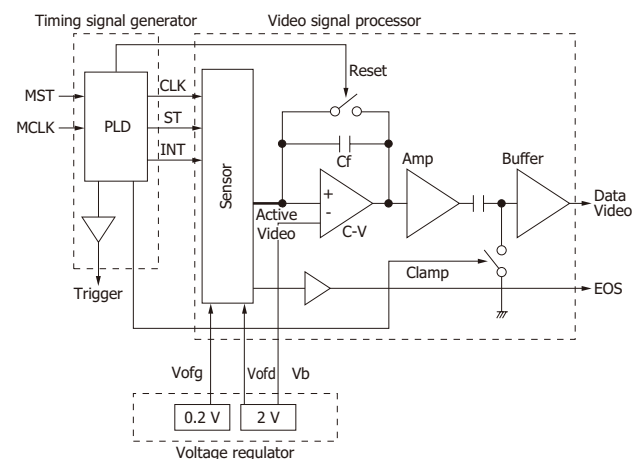 Timing signal generator
Video signal processor
MST
MCLK
PLD
CLK
ST
INT
Reset
Sensor
Cf
Active
Video
+
-
C-V
Amp
Buffer
Data
Video
Clamp
EOS
Trigger
Vofg
Vofd
Vb
0.2 V
2 V
Voltage regulator